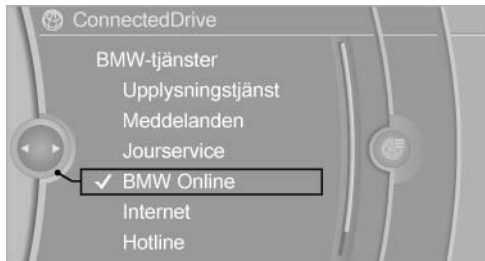 ConnectedDrive
BMW-tjänster
Upplysningstjänst
Meddelanden
Jourservice
✓ BMW Online
Internet
Hotline